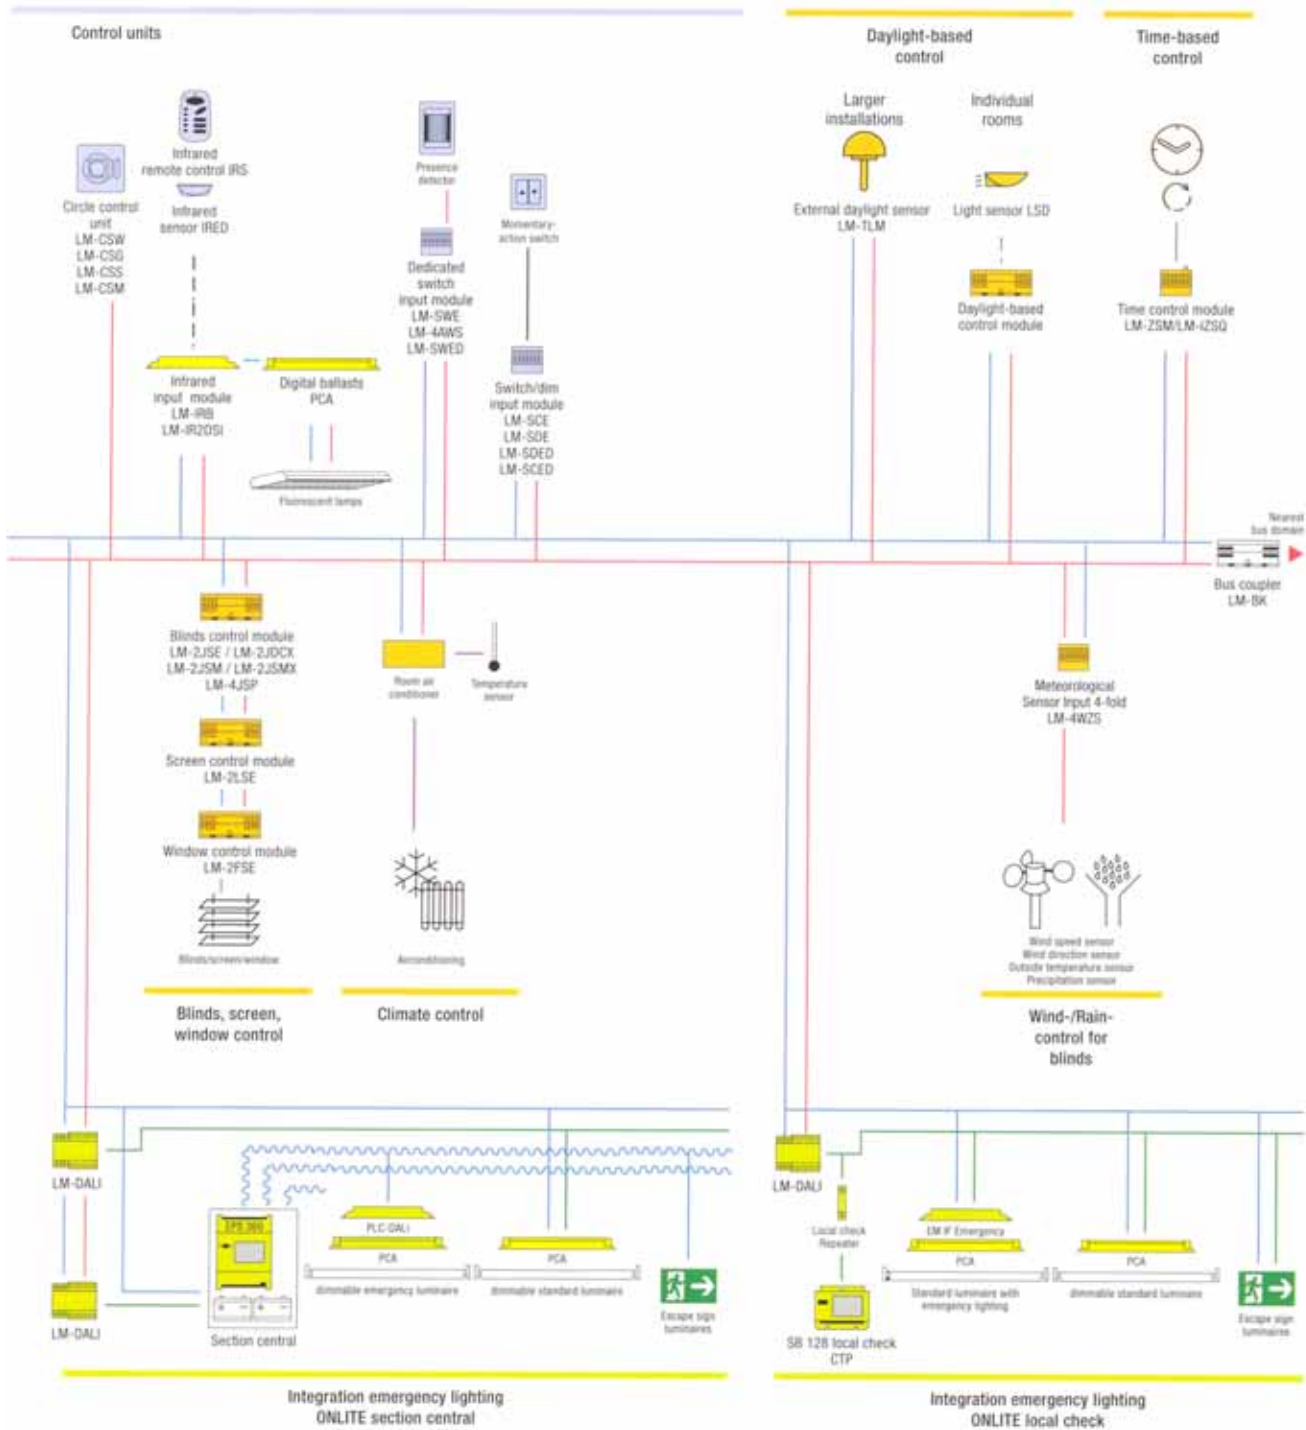 Control units
Daylight-based
control
Time-based
control
Larger
installations
Individual
rooms
Infrared
remote control IRS
Infrared
sensor IRED
Circle control
unit
LM-CSW
LM-CSG
LM-CSS
LM-CSM
Presence
detector
Momentary-
action switch
External daylight sensor
LM-TLM
Light sensor LSD
Dedicated
switch
input module
LM-SWE
LM-4AWS
LM-SWED
Daylight-based
control module
Time control module
LM-ZSM/LM-iZSQ
Infrared
input module
LM-IRB
LM-IR2DSI
Digital ballasts
PCA
Switch/dim
input module
LM-SCE
LM-SDE
LM-SDED
LM-SCED
Fluorescent lamps
Nearest
bus domain
Bus coupler
LM-BK
Blinds control module
LM-2JSE / LM-2JDCX
LM-2JSM / LM-2JSMX
LM-4JSP
Room air
conditioner
Temperature
sensor
Meteorological
Sensor Input 4-fold
LM-4WZS
Screen control module
LM-2LSE
Window control module
LM-2FSE
Blinds/screen/window
Airconditioning
Wind speed sensor
Wind direction sensor
Outside temperature sensor
Precipitation sensor
Blinds, screen,
window control
Climate control
Wind-/Rain-
control for
blinds
LM-DALI
LM-DALI
PLC-DALI
PCA
dimmable emergency luminaire
PCA
dimmable standard luminaire
Escape sign
luminaires
LM-DALI
Section central
Local check
Repeater
SB 128 local check
CTP
EM IF Emergency
PCA
Standard luminaire with
emergency lighting
PCA
dimmable standard luminaire
Escape sign
luminaires
Integration emergency lighting
ONLITE section central
Integration emergency lighting
ONLITE local check